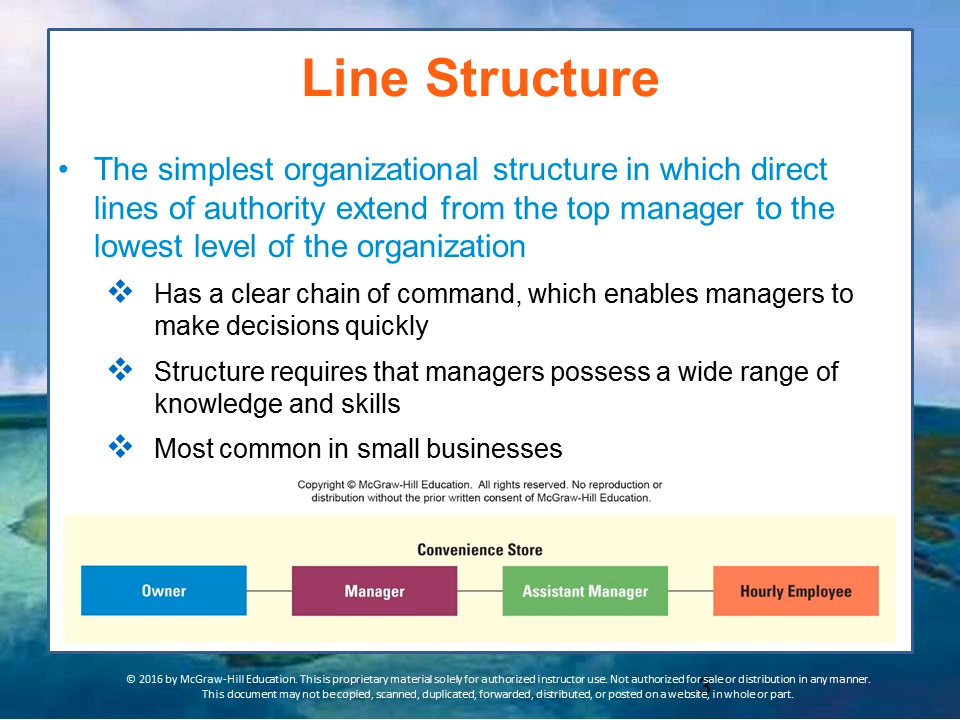 Line Structure
• The simplest organizational structure in which direct
lines of authority extend from the top manager to the
lowest level of the organization
❖ Has a clear chain of command, which enables managers to
make decisions quickly
❖ Structure requires that managers possess a wide range of
knowledge and skills
❖ Most common in small businesses
Copyright © McGraw-Hill Education. All rights reserved. No reproduction or
distribution without the prior written consent of McGraw-Hill Education.
Convenience Store
Owner Manager Assistant Manager Hourly Employee
© 2016 by McGraw-Hill Education. This is proprietary material solely for authorized instructor use. Not authorized for sale or distribution in any manner.
This document may not be copied, scanned, duplicated, forwarded, distributed, or posted on a website, in whole or part.